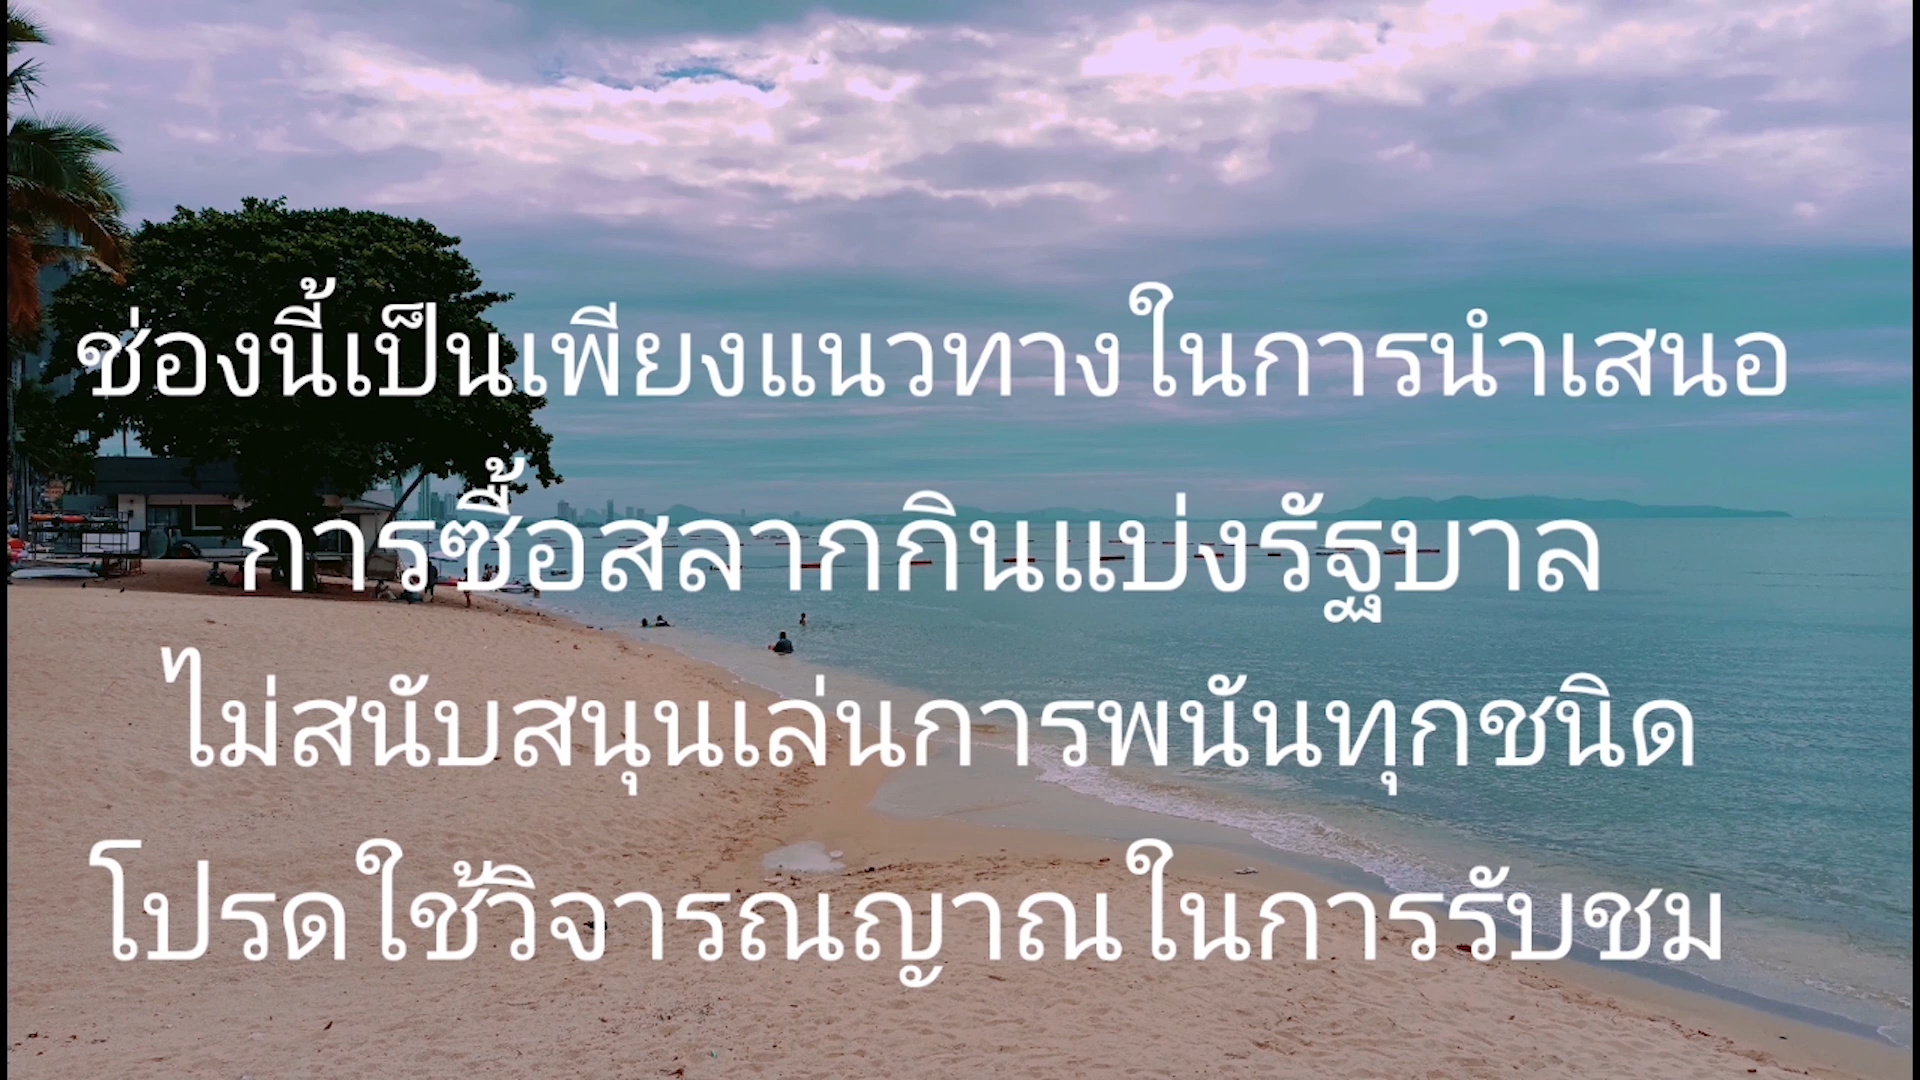 ช่องนี้เป็นเพียงแนวทางในการนำเสนอ
การซื้อสลากกินแบ่งรัฐบาล
ไม่สนับสนุนเล่นการพนันทุกชนิด
โปรดใช้วิจารณญาณในการรับชม